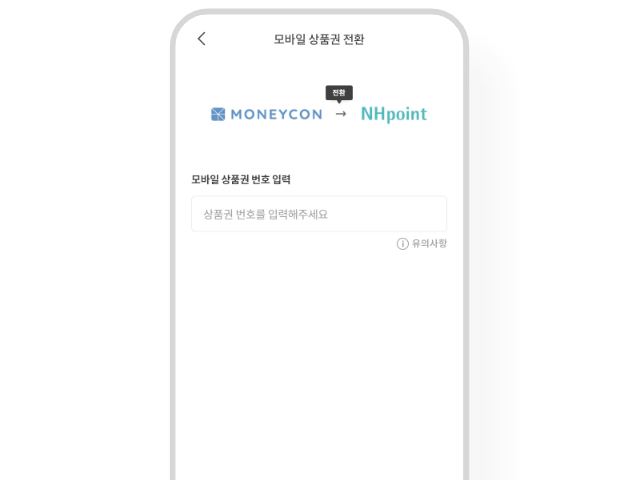 모바일 상품권 전환
전환
MONEYCON → NHpoint
모바일 상품권 번호 입력
상품권 번호를 입력해주세요
유의사항